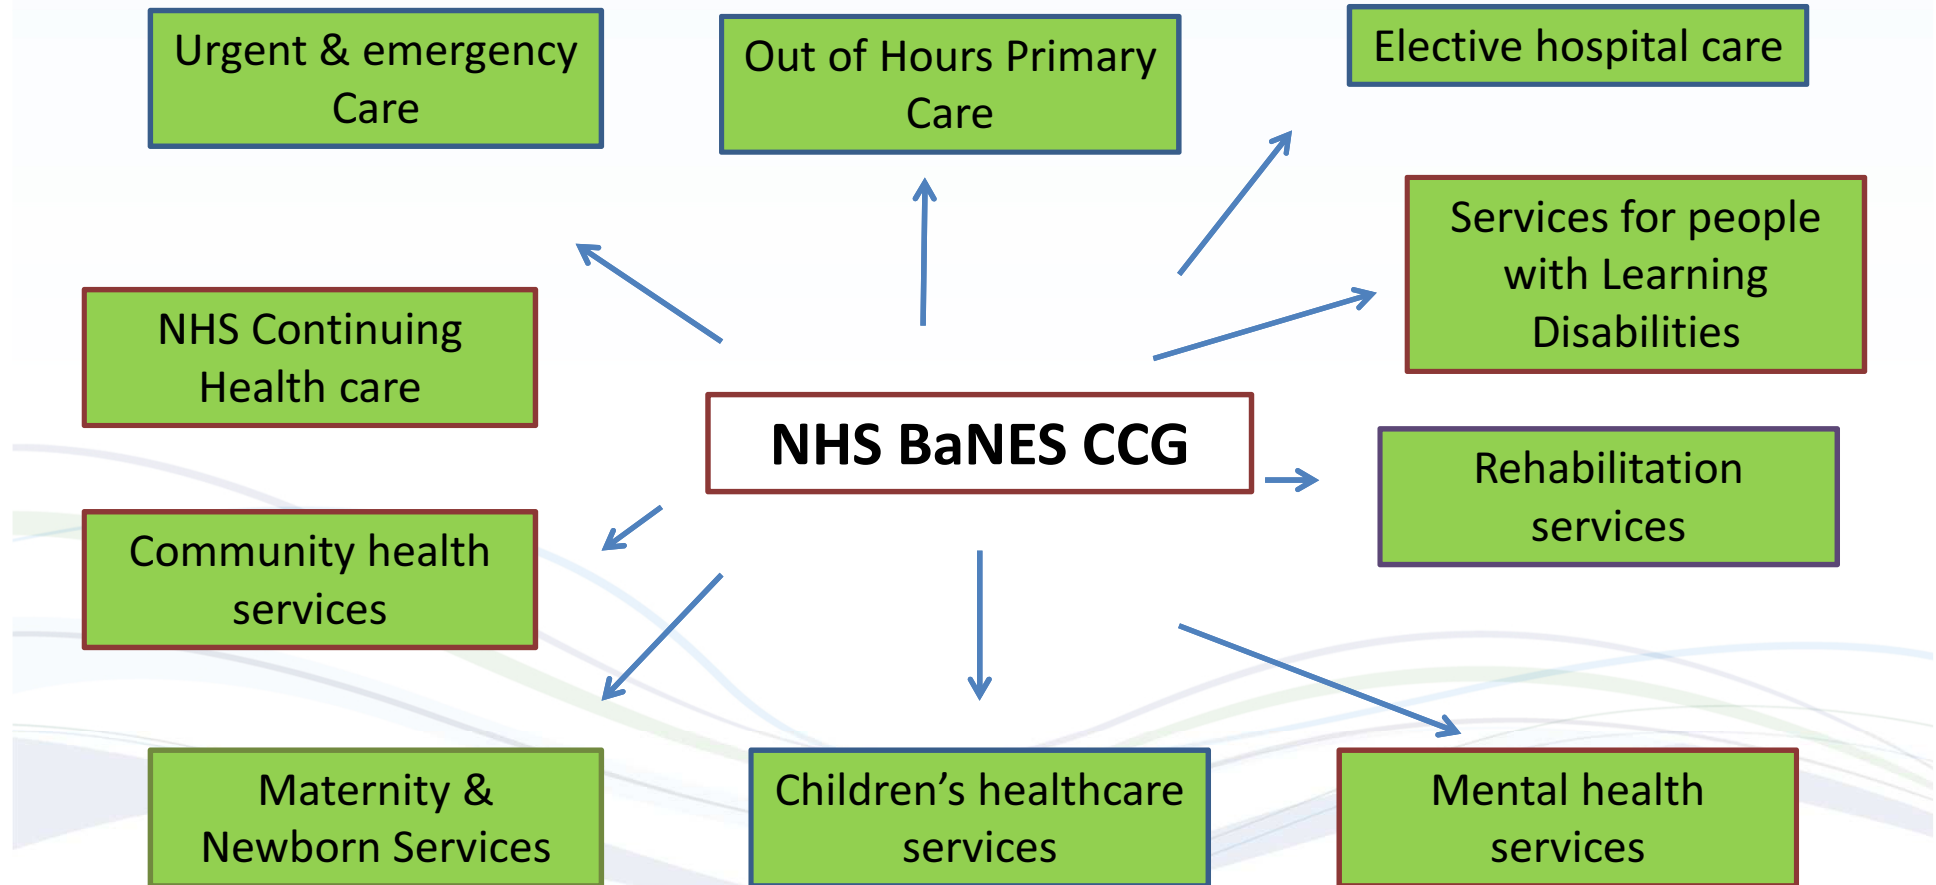 Urgent & emergency
Care
Out of Hours Primary
Care
Elective hospital care
Services for people
with Learning
Disabilities
NHS Continuing
Health care
NHS BaNES CCG
Rehabilitation
services
Community health
services
Maternity &
Newborn Services
Children’s healthcare
services
Mental health
services